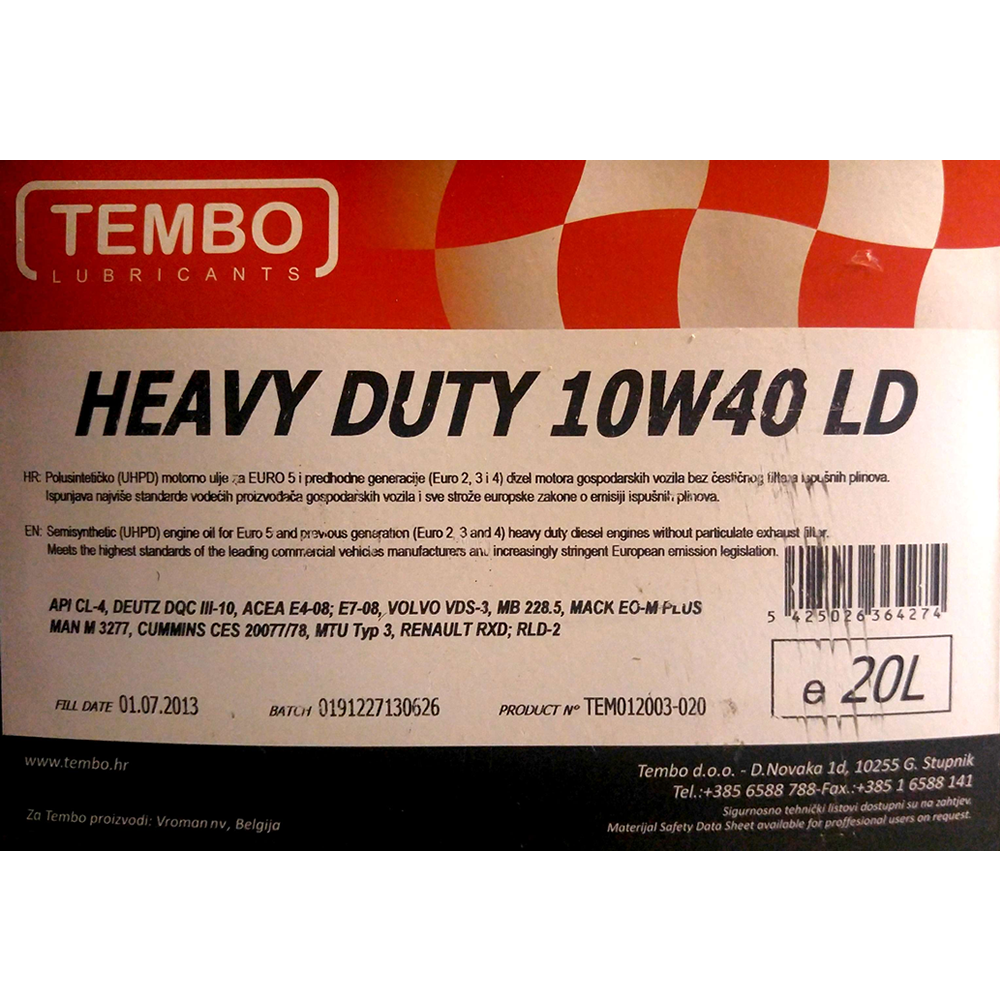 TEMBO
LUBRICANTS
HEAVY DUTY 10W40 LD
HR: Polusintetičko (UHPD) motorno ulje za EURO 5 i predhodne generacije (Euro 2, 3 i 4) dizel motora gospodarskih vozila bez čestičnog filtera ispušnih plinova.
Ispunjava najviše standarde vodećih proizvođača gospodarskih vozila i sve strože europske zakone o emisiji ispušnih plinova.
EN: Semisynthetic (UHPD) engine oil for Euro 5 and previous generation (Euro 2, 3 and 4) heavy duty diesel engines without particulate exhaust filter.
Meets the highest standards of the leading commercial vehicles manufacturers and increasingly stringent European emission legislation.
API CL-4, DEUTZ DQC III-10, ACEA E4-08; E7-08, VOLVO VDS-3, MB 228.5, MACK EO-M PLUS
MAN M 3277, CUMMINS CES 20077/78, MTU Typ 3, RENAULT RXD; RLD-2
5 425026 364274
e 20L
FILL DATE 01.07.2013 BATCH 0191227130626 PRODUCT Nº TEM012003-020
www.tembo.hr
Za Tembo proizvodi: Vroman nv, Belgija
Tembo d.o.o. - D.Novaka 1d, 10255 G. Stupnik
Tel.:+385 6588 788-Fax.:+385 1 6588 141
Sigurnosno tehnički listovi dostupni su na zahtjev.
Materijal Safety Data Sheet available for proffesional users on request.